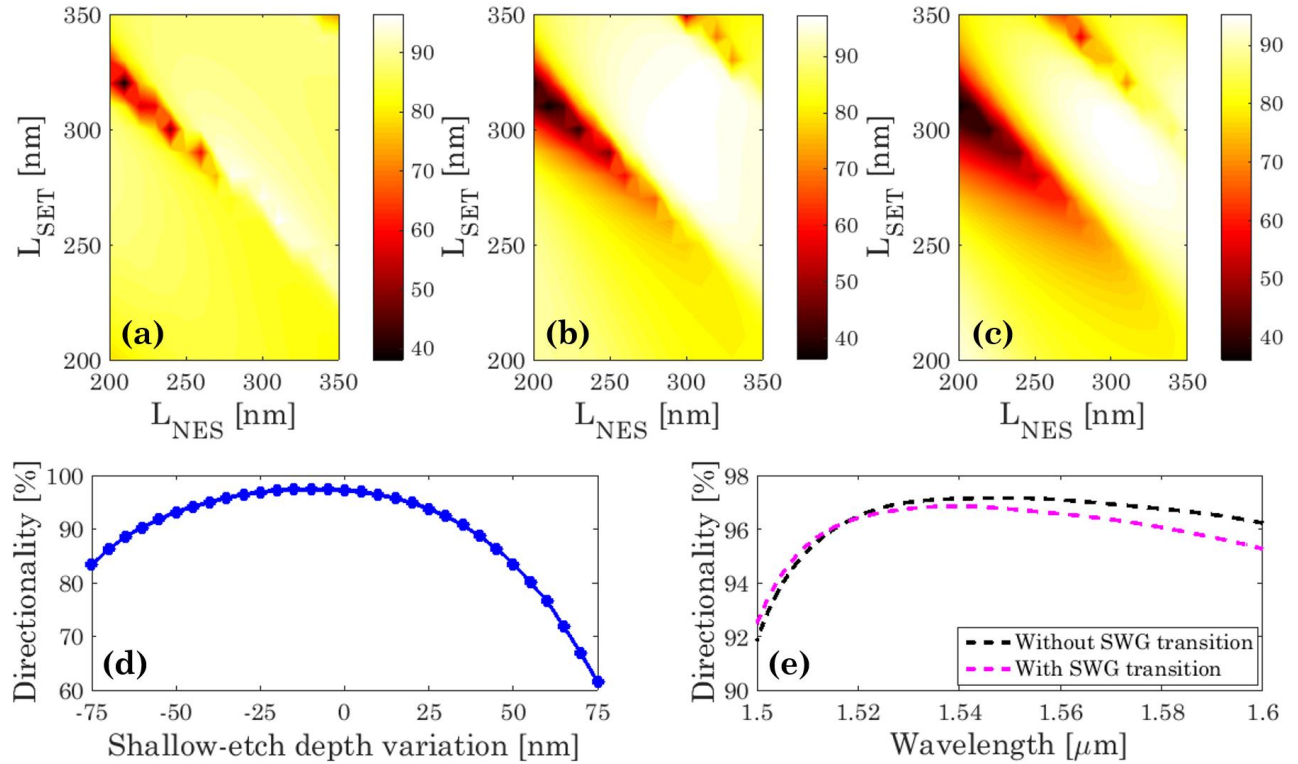 350
300
250
200
L_SET [nm]
200 250 300 350
L_NES [nm]
(a)
90
80
70
60
50
40
350
300
250
200
L_SET [nm]
200 250 300 350
L_NES [nm]
(b)
90
80
70
60
50
40
350
300
250
200
L_SET [nm]
200 250 300 350
L_NES [nm]
(c)
90
80
70
60
50
40
Directionality [%]
100
90
80
70
60
(d)
-75 -50 -25 0 25 50 75
Shallow-etch depth variation [nm]
Directionality [%]
98
96
94
92
90
(e)
Without SWG transition
With SWG transition
1.5 1.52 1.54 1.56 1.58 1.6
Wavelength [μm]